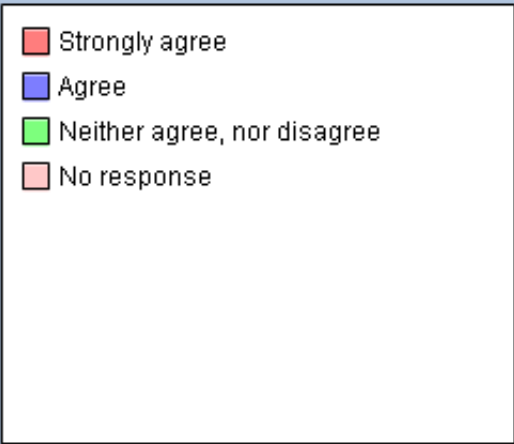 Strongly agree
Agree
Neither agree, nor disagree
No response